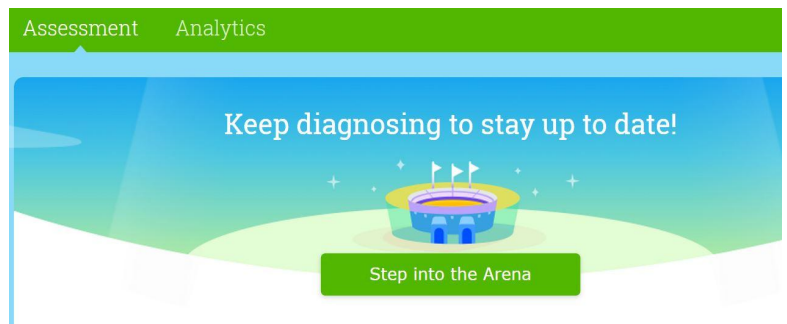 Assessment Analytics
Keep diagnosing to stay up to date!
Step into the Arena